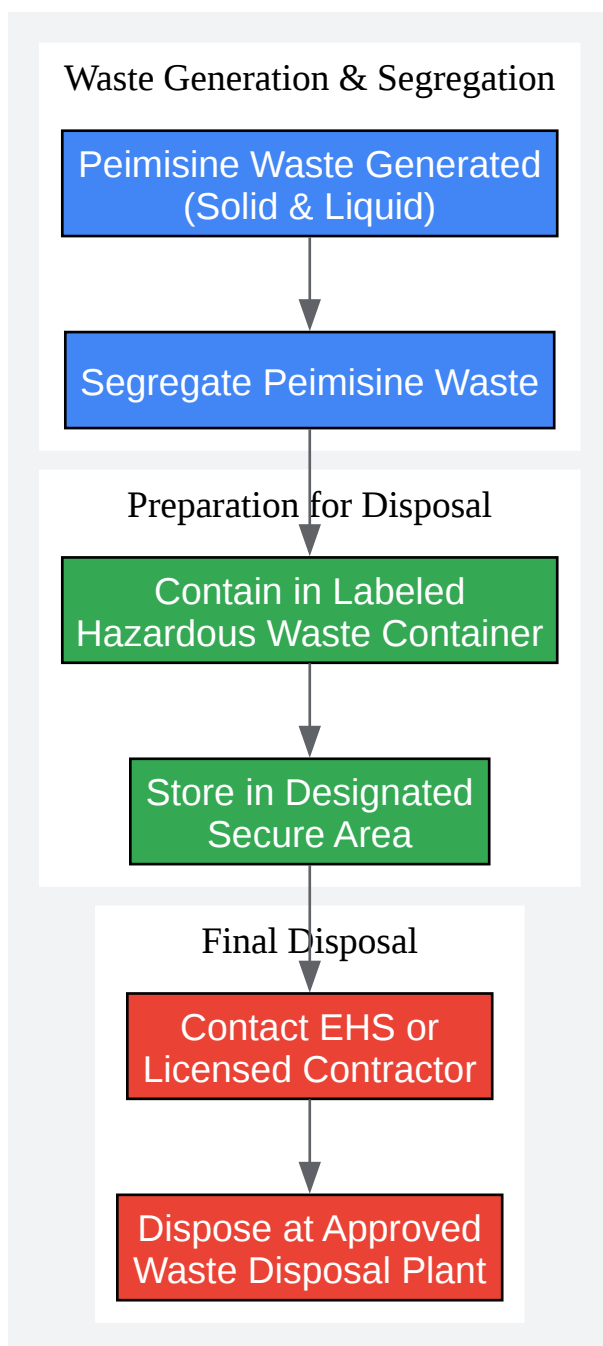 Waste Generation & Segregation
Peimisine Waste Generated
(Solid & Liquid)
Segregate Peimisine Waste
Preparation for Disposal
Contain in Labeled
Hazardous Waste Container
Store in Designated
Secure Area
Final Disposal
Contact EHS or
Licensed Contractor
Dispose at Approved
Waste Disposal Plant